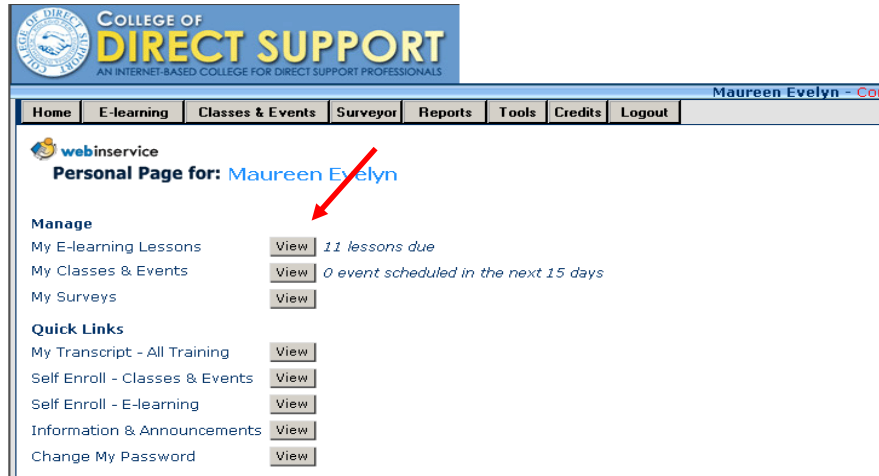 COLLEGE OF
DIRECT SUPPORT
AN INTERNET-BASED COLLEGE FOR DIRECT SUPPORT PROFESSIONALS
Maureen Evelyn -
Home E-learning Classes & Events Surveyor Reports Tools Credits Logout
webinservice
Personal Page for: Maureen Evelyn
Manage
My E-learning Lessons View 11 lessons due
My Classes & Events View 0 event scheduled in the next 15 days
My Surveys View
Quick Links
My Transcript - All Training View
Self Enroll - Classes & Events View
Self Enroll - E-learning View
Information & Announcements View
Change My Password View